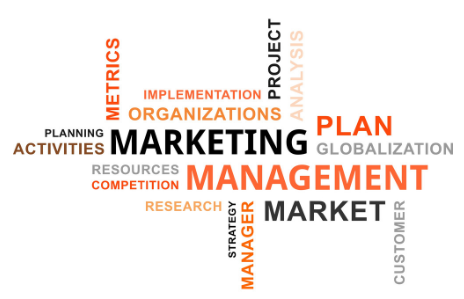 METRICS
PROJECT
ANALYSIS
IMPLEMENTATION
ORGANIZATIONS
PLAN
PLANNING
MARKETING
ACTIVITIES
GLOBALIZATION
RESOURCES
MANAGEMENT
COMPETITION
RESEARCH
STRATEGY
MANAGER
MARKET
CUSTOMER